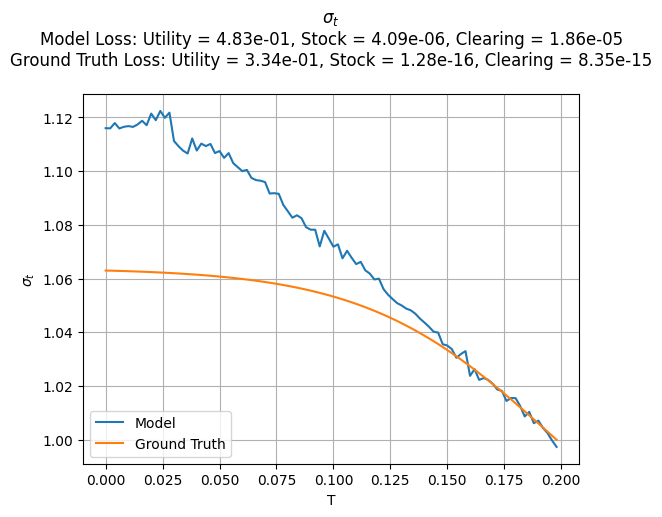 σt
Model Loss: Utility = 4.83e-01, Stock = 4.09e-06, Clearing = 1.86e-05
Ground Truth Loss: Utility = 3.34e-01, Stock = 1.28e-16, Clearing = 8.35e-15
1.12
1.10
1.08
1.06
1.04
1.02
1.00
σt
Model
Ground Truth
0.000 0.025 0.050 0.075 0.100 0.125 0.150 0.175 0.200
T